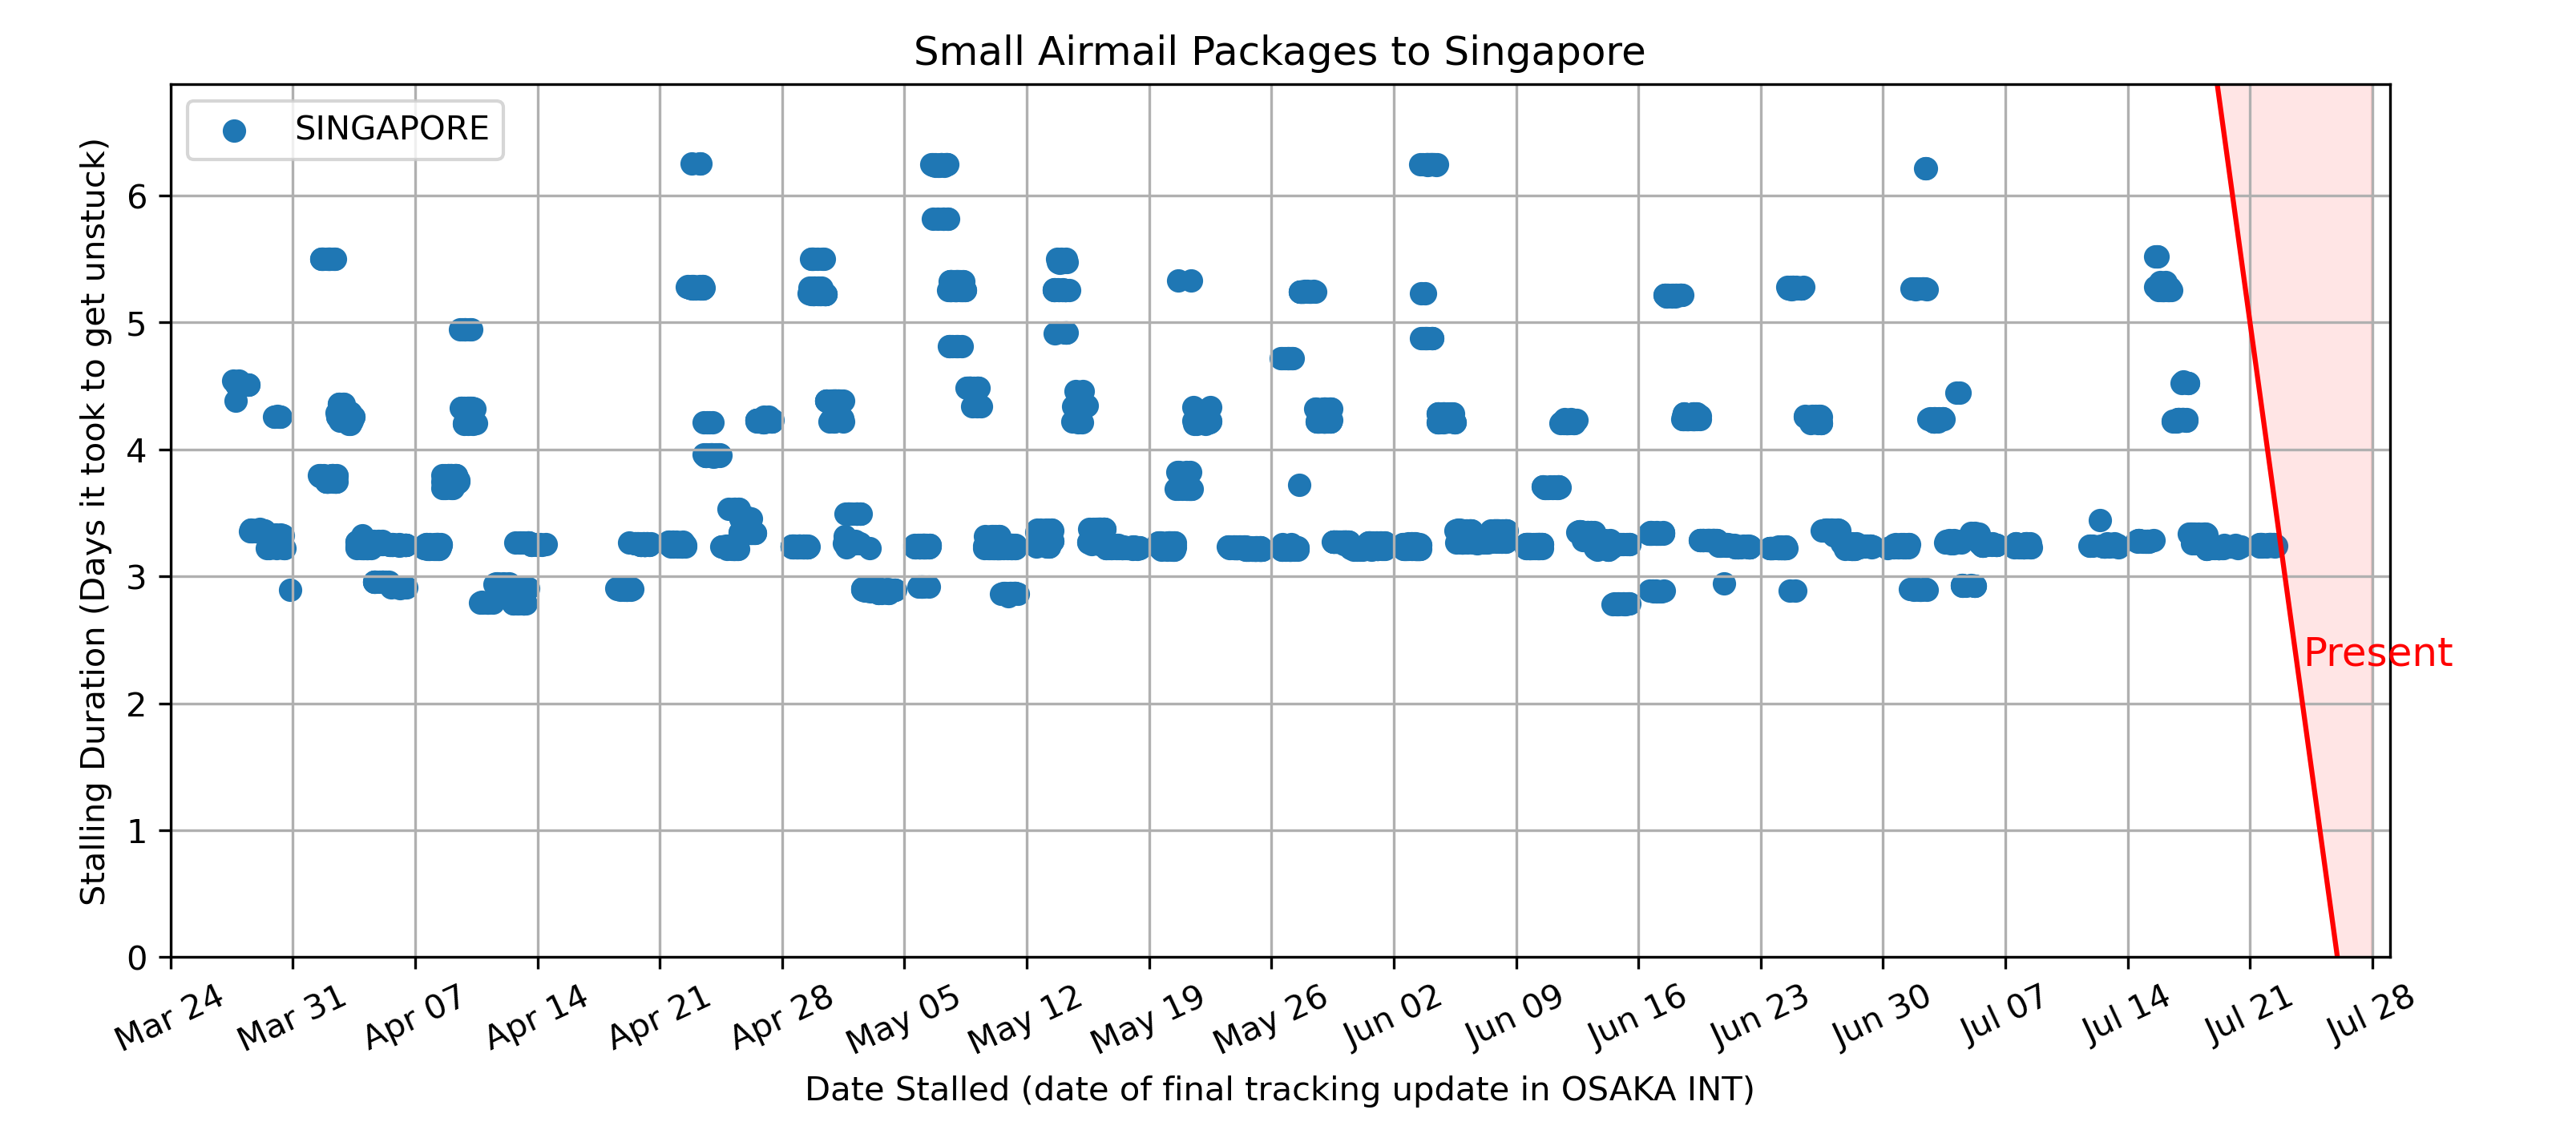 Small Airmail Packages to Singapore
SINGAPORE
Stalling Duration (Days it took to get unstuck)
6
5
4
3
2
1
0
Present
Mar 24
Mar 31
Apr 07
Apr 14
Apr 21
Apr 28
May 05
May 12
May 19
May 26
Jun 02
Jun 09
Jun 16
Jun 23
Jun 30
Jul 07
Jul 14
Jul 21
Jul 28
Date Stalled (date of final tracking update in OSAKA INT)